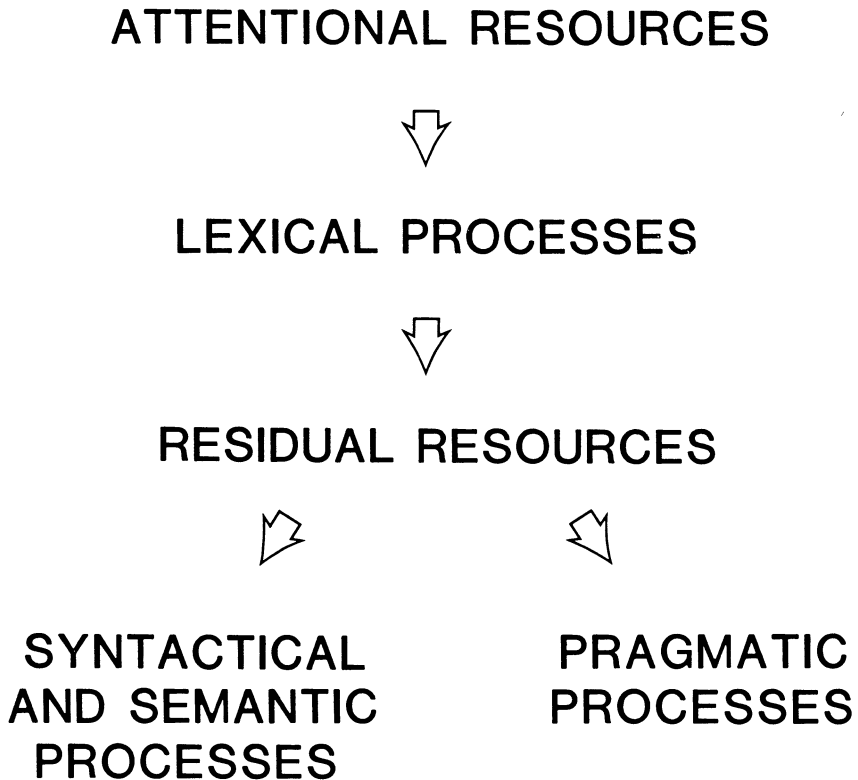 ATTENTIONAL RESOURCES
LEXICAL PROCESSES
RESIDUAL RESOURCES
SYNTACTICAL
AND SEMANTIC
PROCESSES
PRAGMATIC
PROCESSES